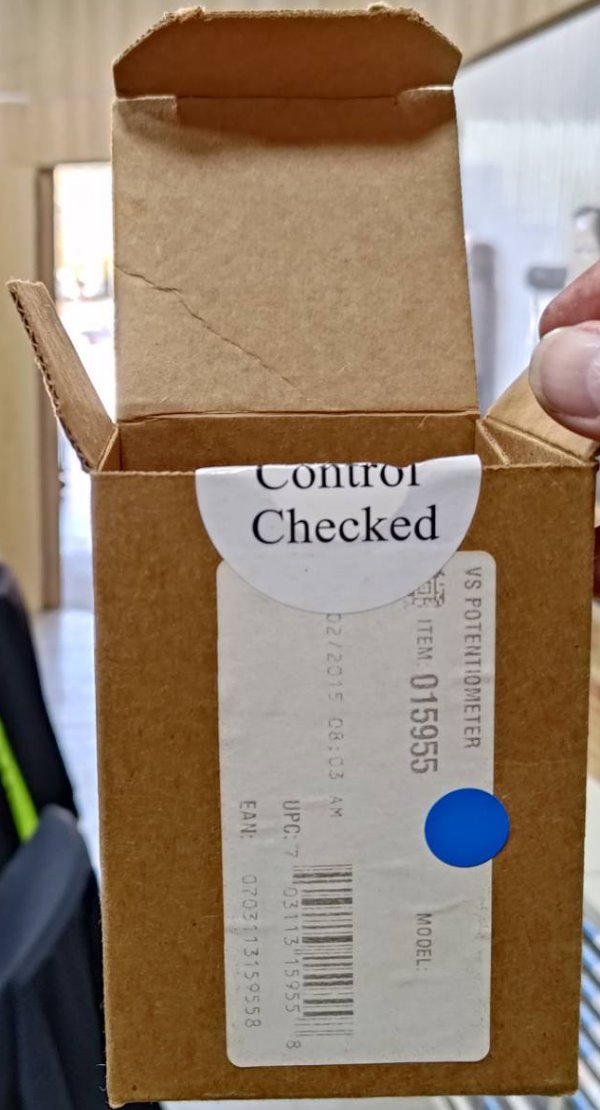 Control
Checked
VS POTENTIOMETER
ITEM: 015955
MODEL:
02/2015 08:03 AM
UPC: 7 03113 15955 8
EAN: 0703113159558